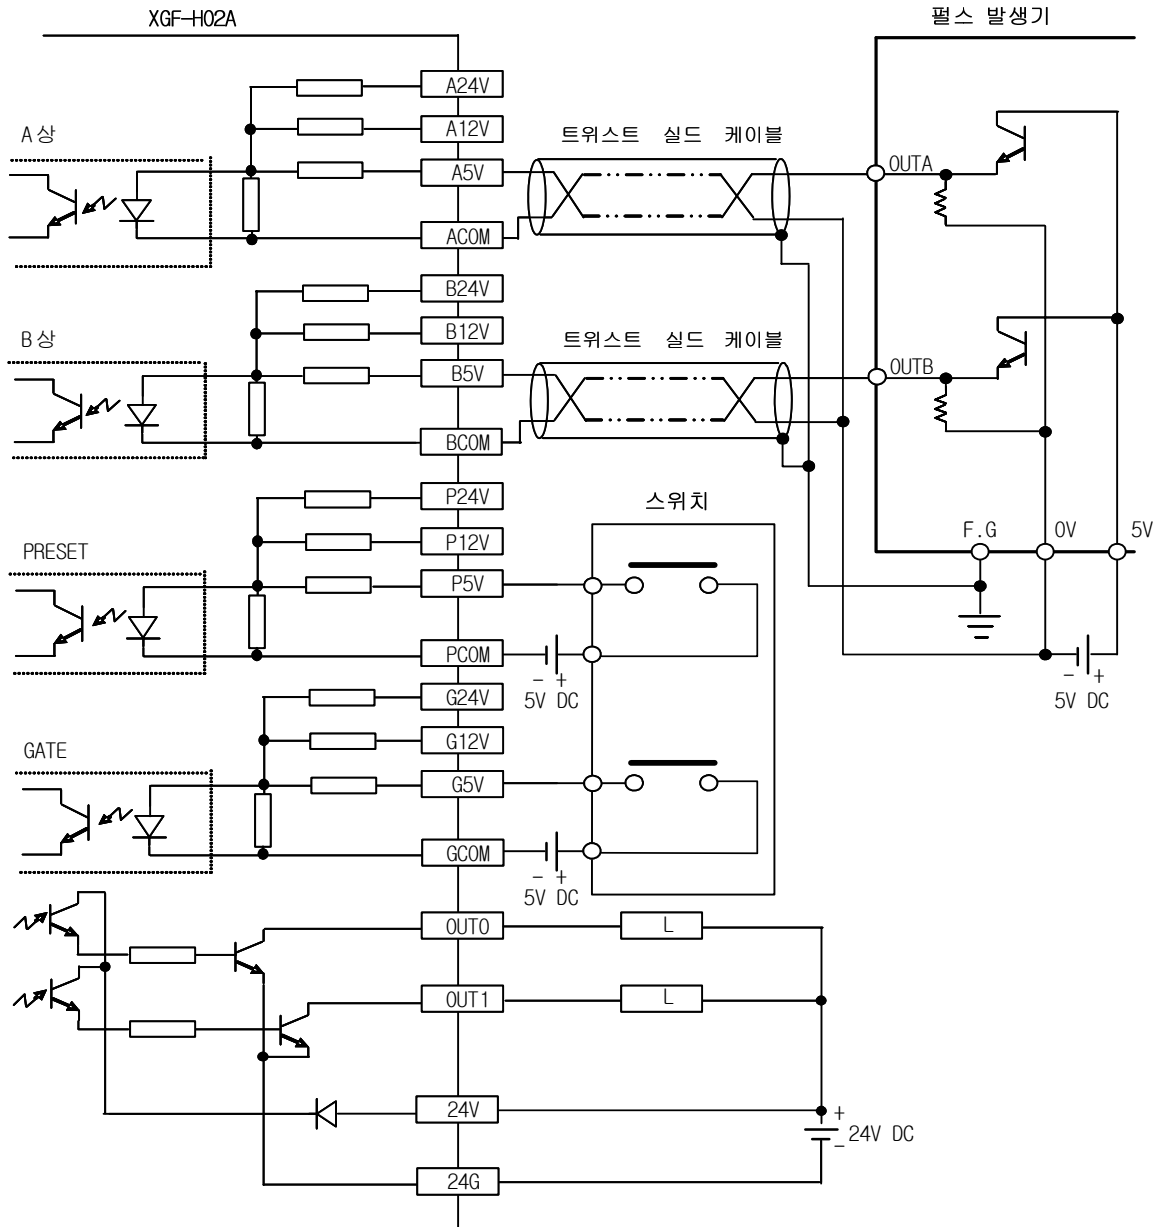 XGF-H02A
펄스 발생기
A24V
A상
A12V
트위스트 실드 케이블
A5V
OUTA
ACOM
B24V
B상
B12V
트위스트 실드 케이블
B5V
OUTB
BCOM
P24V
스위치
PRESET
P12V
F.G
0V
5V
P5V
PCOM
- +
5V DC
- +
5V DC
G24V
GATE
G12V
G5V
GCOM
- +
5V DC
OUT0
L
OUT1
L
24V
+
24V DC
-
24G